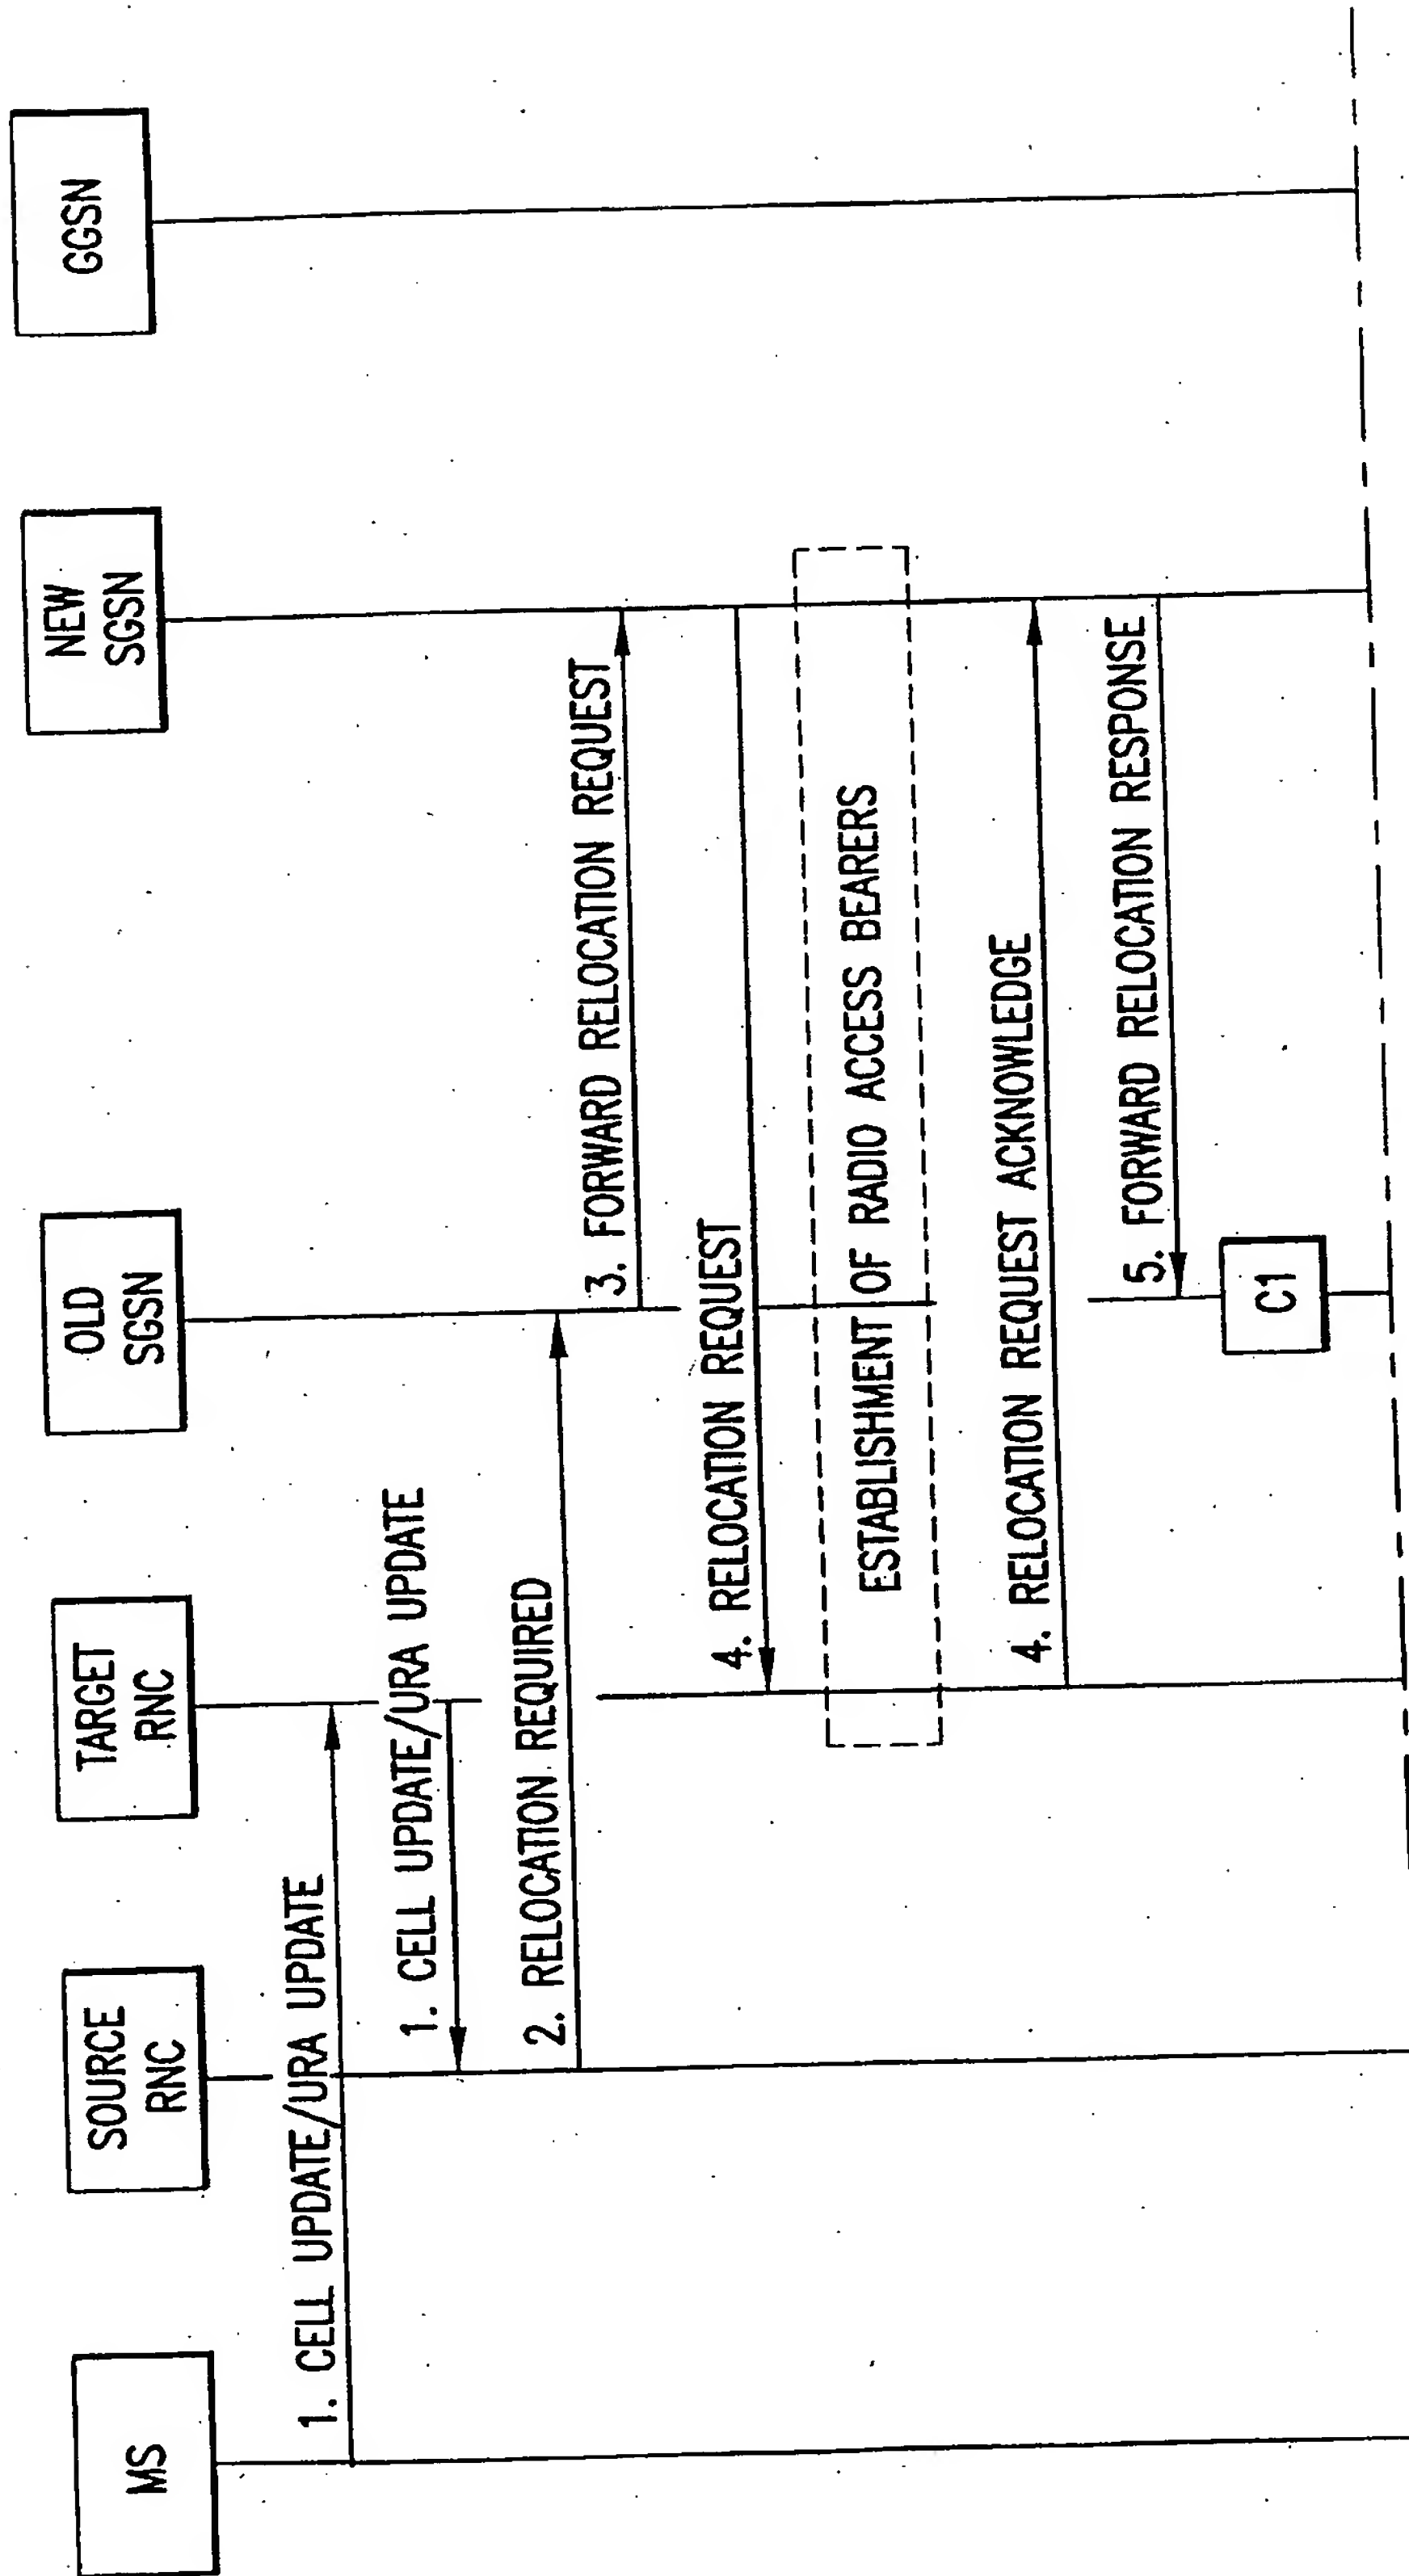 MS
SOURCE
RNC
TARGET
RNC
OLD
SGSN
NEW
SGSN
GGSN
1. CELL UPDATE/URA UPDATE
1. CELL UPDATE/URA UPDATE
2. RELOCATION REQUIRED
3. FORWARD RELOCATION REQUEST
4. RELOCATION REQUEST
ESTABLISHMENT OF RADIO ACCESS BEARERS
4. RELOCATION REQUEST ACKNOWLEDGE
5. FORWARD RELOCATION RESPONSE
C1